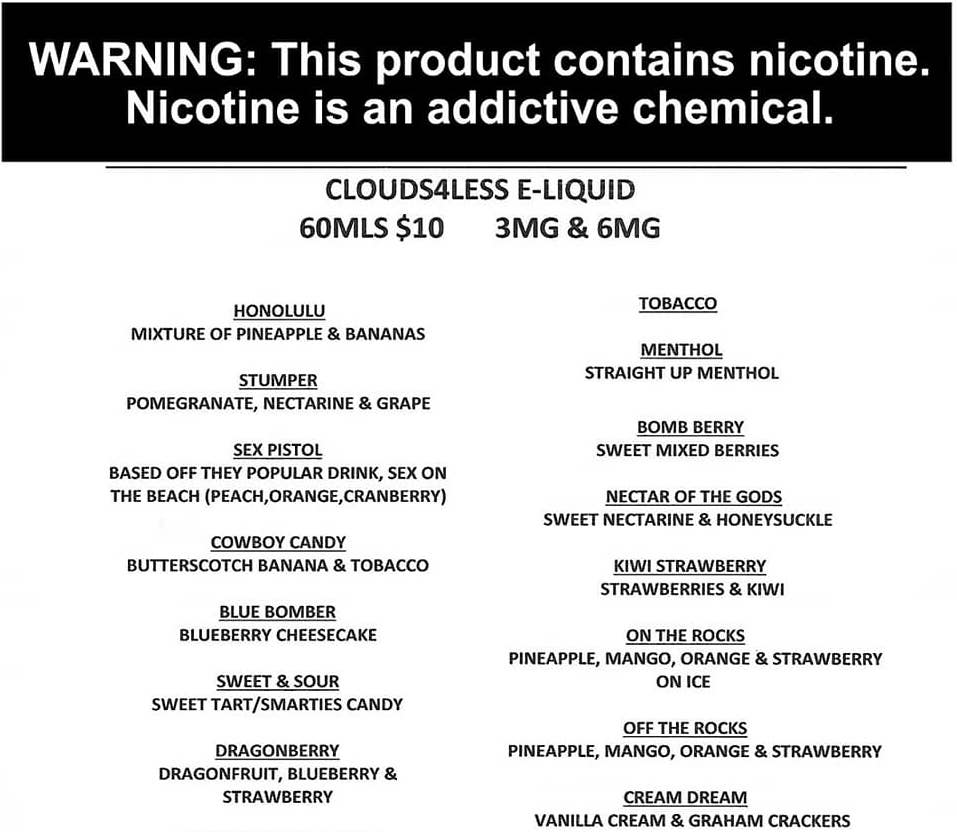 WARNING: This product contains nicotine.
Nicotine is an addictive chemical.
CLOUDS4LESS E-LIQUID
60MLS $10 3MG & 6MG
HONOLULU
MIXTURE OF PINEAPPLE & BANANAS
STUMPER
POMEGRANATE, NECTARINE & GRAPE
SEX PISTOL
BASED OFF THEY POPULAR DRINK, SEX ON
THE BEACH (PEACH,ORANGE,CRANBERRY)
COWBOY CANDY
BUTTERSCOTCH BANANA & TOBACCO
BLUE BOMBER
BLUEBERRY CHEESECAKE
SWEET & SOUR
SWEET TART/SMARTIES CANDY
DRAGONBERRY
DRAGONFRUIT, BLUEBERRY &
STRAWBERRY
TOBACCO
MENTHOL
STRAIGHT UP MENTHOL
BOMB BERRY
SWEET MIXED BERRIES
NECTAR OF THE GODS
SWEET NECTARINE & HONEYSUCKLE
KIWI STRAWBERRY
STRAWBERRIES & KIWI
ON THE ROCKS
PINEAPPLE, MANGO, ORANGE & STRAWBERRY
ON ICE
OFF THE ROCKS
PINEAPPLE, MANGO, ORANGE & STRAWBERRY
CREAM DREAM
VANILLA CREAM & GRAHAM CRACKERS